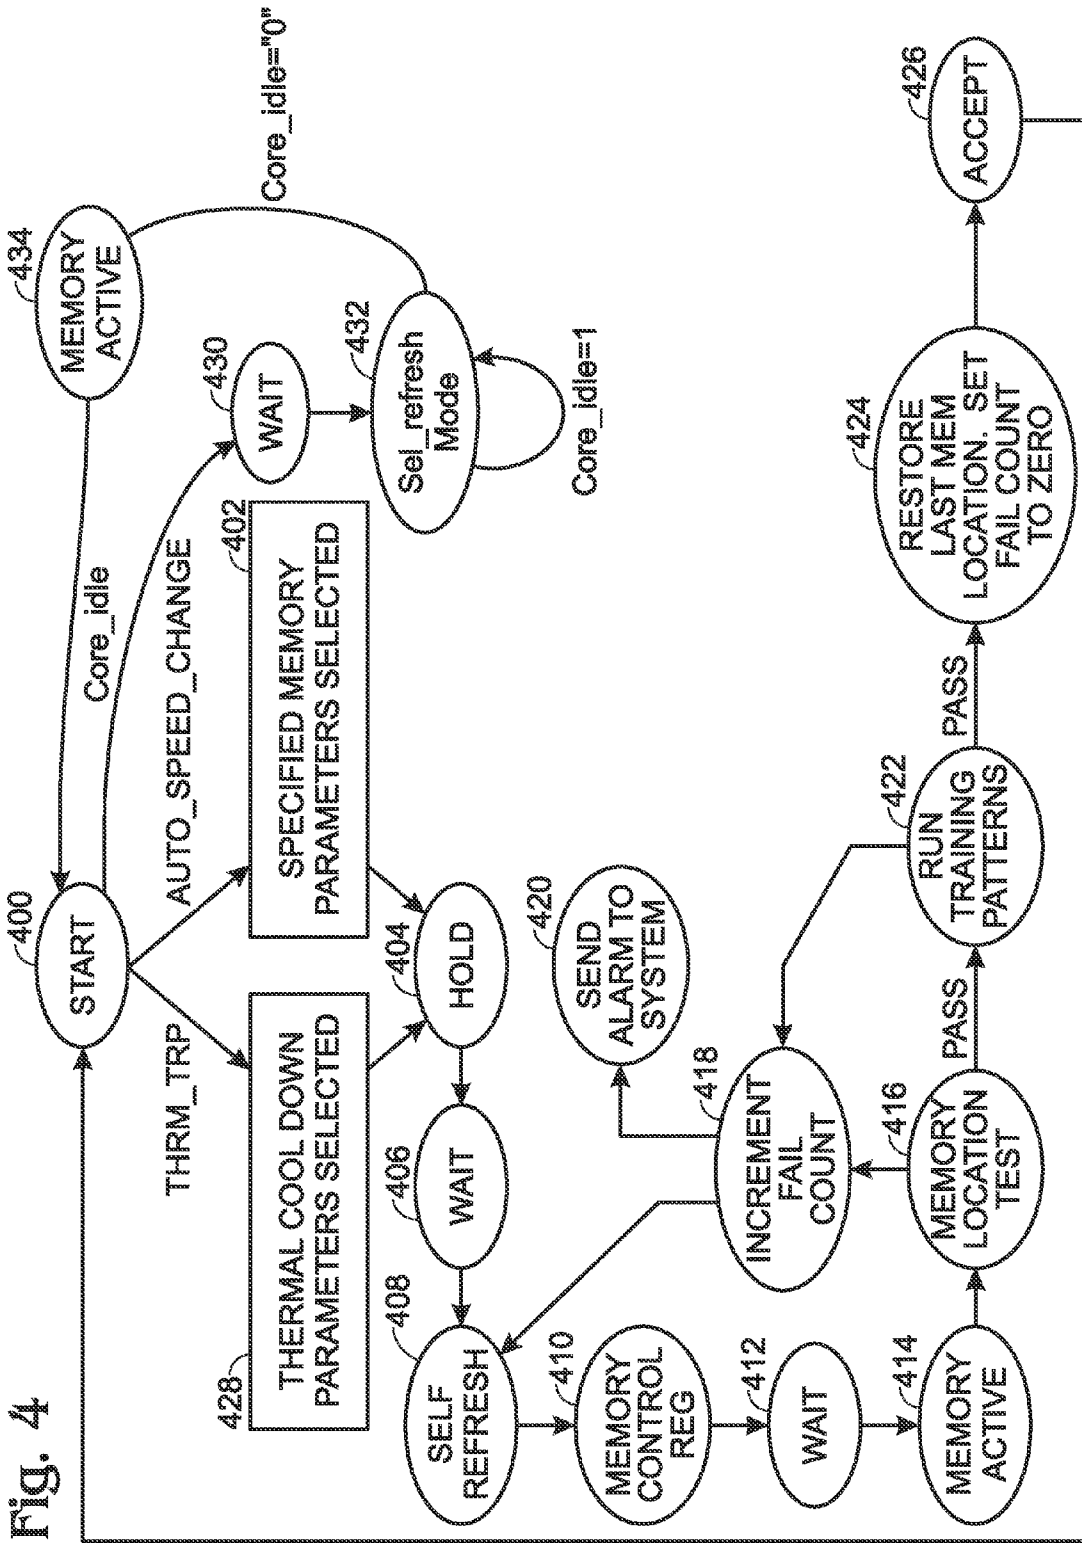 Fig. 4
400
START
434
MEMORY
ACTIVE
Core_idle
Core_idle="0"
THRM_TRP
AUTO_SPEED_CHANGE
430
WAIT
428
THERMAL COOL DOWN
PARAMETERS SELECTED
402
SPECIFIED MEMORY
PARAMETERS SELECTED
432
Sel_refresh
Mode
Core_idle=1
408
SELF
REFRESH
406
WAIT
404
HOLD
410
MEMORY
CONTROL
REG
420
SEND
ALARM TO
SYSTEM
412
WAIT
418
INCREMENT
FAIL
COUNT
414
MEMORY
ACTIVE
416
MEMORY
LOCATION
TEST
PASS
422
RUN
TRAINING
PATTERNS
PASS
424
RESTORE
LAST MEM
LOCATION. SET
FAIL COUNT
TO ZERO
426
ACCEPT